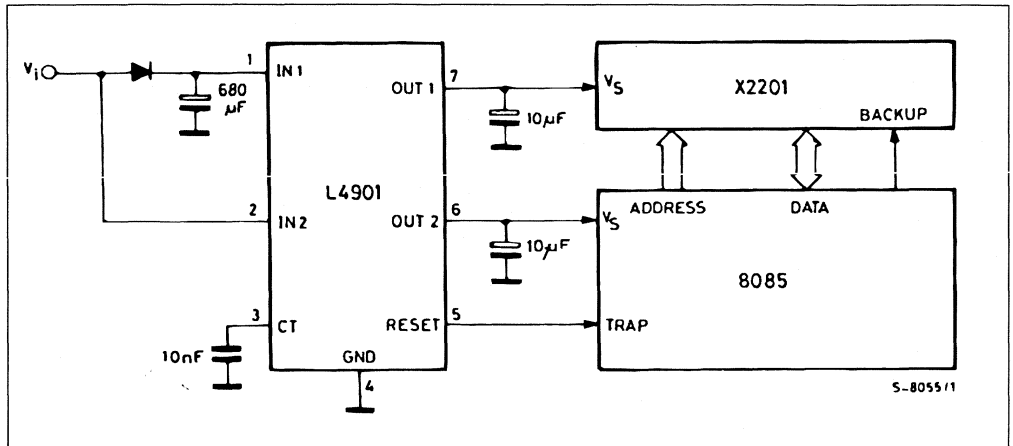 Vi
1
IN 1
680 µF
2
IN 2
3
CT
10nF
L4901
GND
4
OUT 1
7
10µF
OUT 2
6
10µF
RESET
5
VS
X2201
BACKUP
ADDRESS
DATA
VS
8085
TRAP
S-8055/1